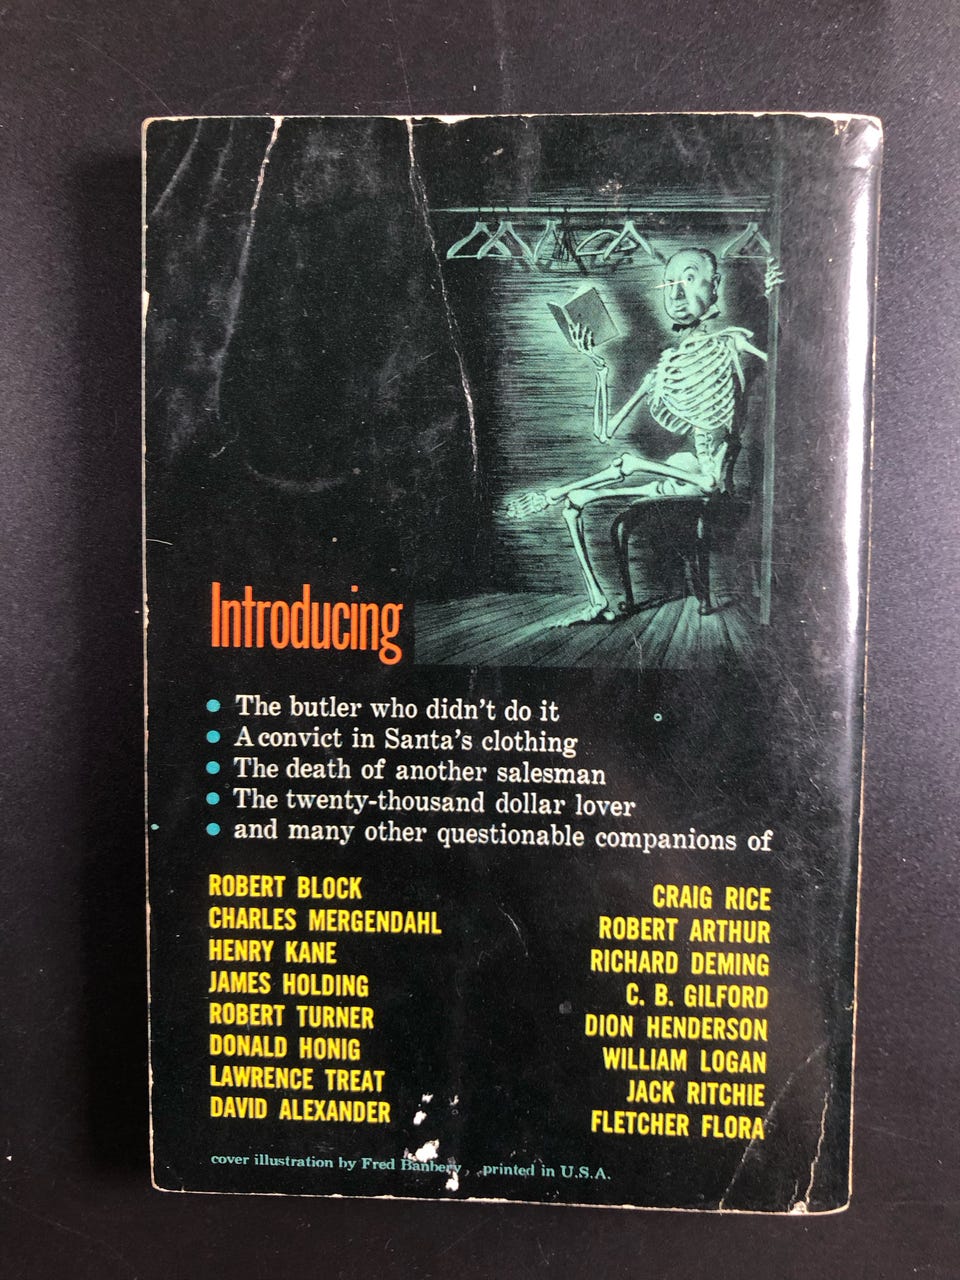 Introducing
The butler who didn't do it
A convict in Santa's clothing
The death of another salesman
The twenty-thousand dollar lover
and many other questionable companions of
ROBERT BLOCK
CHARLES MERGENDAHL
HENRY KANE
JAMES HOLDING
ROBERT TURNER
DONALD HONIG
LAWRENCE TREAT
DAVID ALEXANDER
CRAIG RICE
ROBERT ARTHUR
RICHARD DEMING
C. B. GILFORD
DION HENDERSON
WILLIAM LOGAN
JACK RITCHIE
FLETCHER FLORA
cover illustration by Fred Banbery, printed in U.S.A.